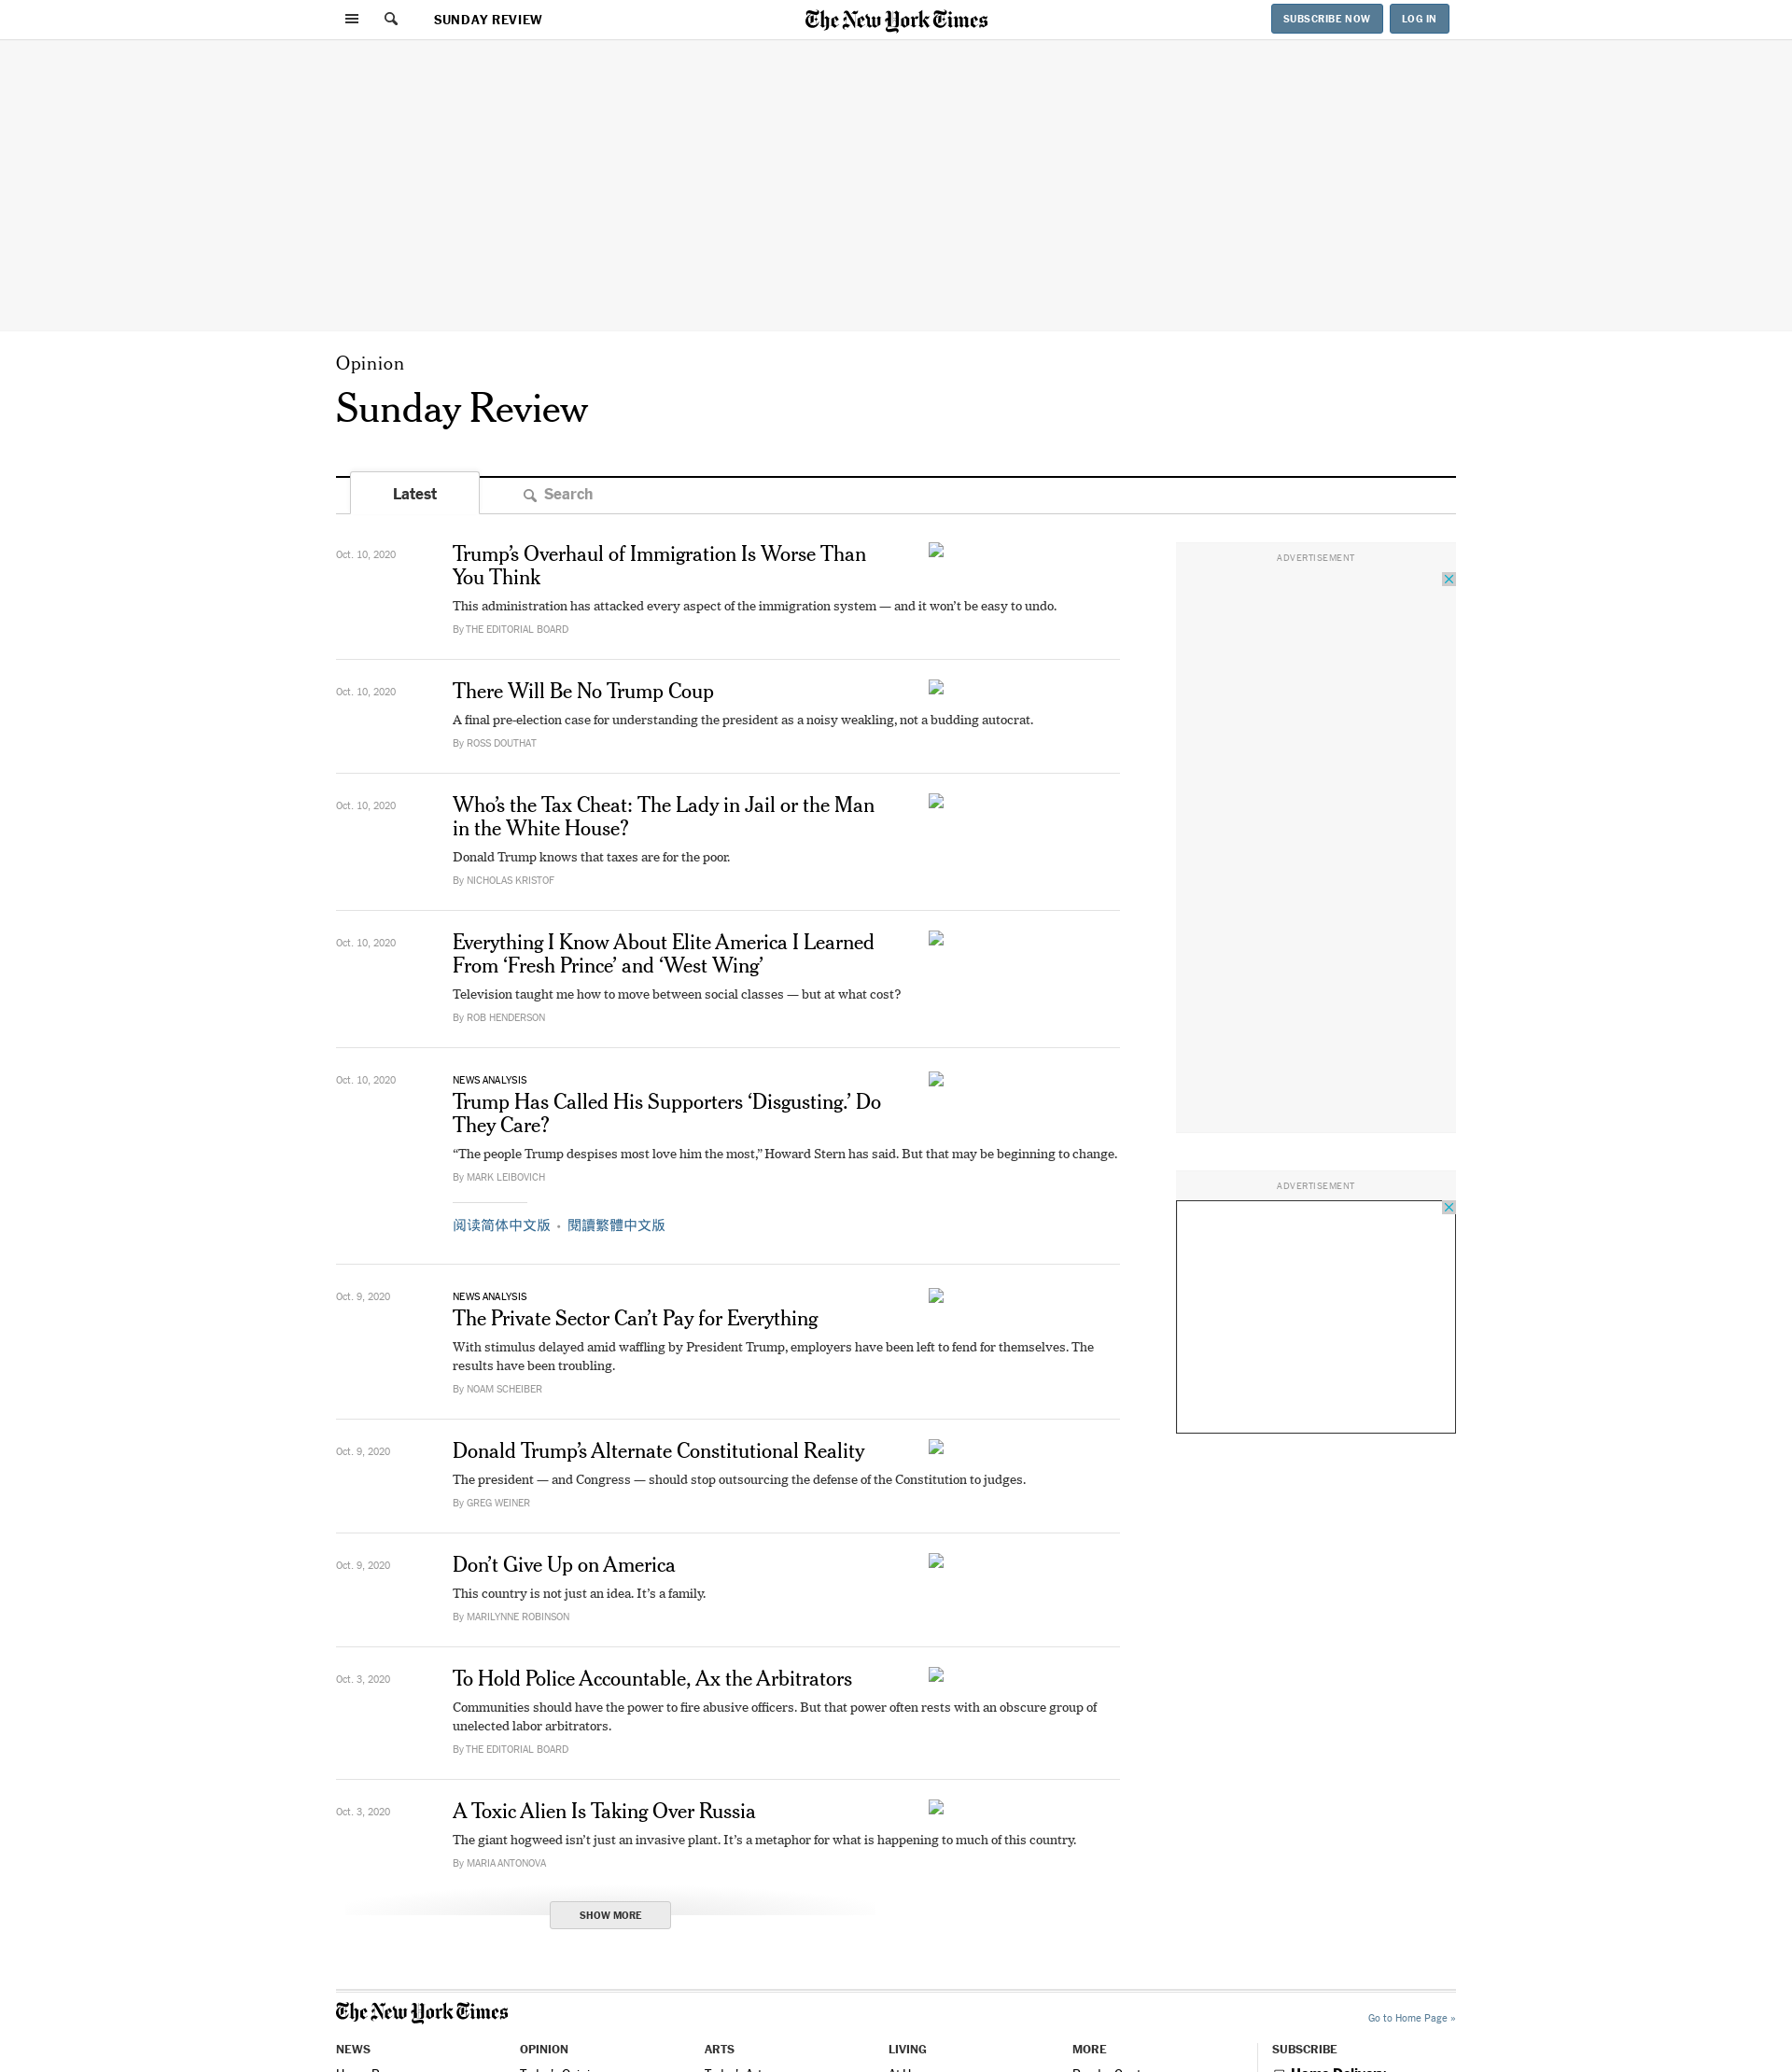 SUNDAY REVIEW
The New York Times
SUBSCRIBE NOW
LOG IN
Opinion
Sunday Review
Latest
Search
Oct. 10, 2020
Trump’s Overhaul of Immigration Is Worse Than
You Think
This administration has attacked every aspect of the immigration system — and it won’t be easy to undo.
By THE EDITORIAL BOARD
Oct. 10, 2020
There Will Be No Trump Coup
A final pre-election case for understanding the president as a noisy weakling, not a budding autocrat.
By ROSS DOUTHAT
Oct. 10, 2020
Who’s the Tax Cheat: The Lady in Jail or the Man
in the White House?
Donald Trump knows that taxes are for the poor.
By NICHOLAS KRISTOF
Oct. 10, 2020
Everything I Know About Elite America I Learned
From ‘Fresh Prince’ and ‘West Wing’
Television taught me how to move between social classes — but at what cost?
By ROB HENDERSON
Oct. 10, 2020
NEWS ANALYSIS
Trump Has Called His Supporters ‘Disgusting.’ Do
They Care?
“The people Trump despises most love him the most,” Howard Stern has said. But that may be beginning to change.
By MARK LEIBOVICH
阅读简体中文版 • 閱讀繁體中文版
Oct. 9, 2020
NEWS ANALYSIS
The Private Sector Can’t Pay for Everything
With stimulus delayed amid waffling by President Trump, employers have been left to fend for themselves. The
results have been troubling.
By NOAM SCHEIBER
Oct. 9, 2020
Donald Trump’s Alternate Constitutional Reality
The president — and Congress — should stop outsourcing the defense of the Constitution to judges.
By GREG WEINER
Oct. 9, 2020
Don’t Give Up on America
This country is not just an idea. It’s a family.
By MARILYNNE ROBINSON
Oct. 3, 2020
To Hold Police Accountable, Ax the Arbitrators
Communities should have the power to fire abusive officers. But that power often rests with an obscure group of
unelected labor arbitrators.
By THE EDITORIAL BOARD
Oct. 3, 2020
A Toxic Alien Is Taking Over Russia
The giant hogweed isn’t just an invasive plant. It’s a metaphor for what is happening to much of this country.
By MARIA ANTONOVA
SHOW MORE
ADVERTISEMENT
ADVERTISEMENT
The New York Times
Go to Home Page »
NEWS
OPINION
ARTS
LIVING
MORE
SUBSCRIBE